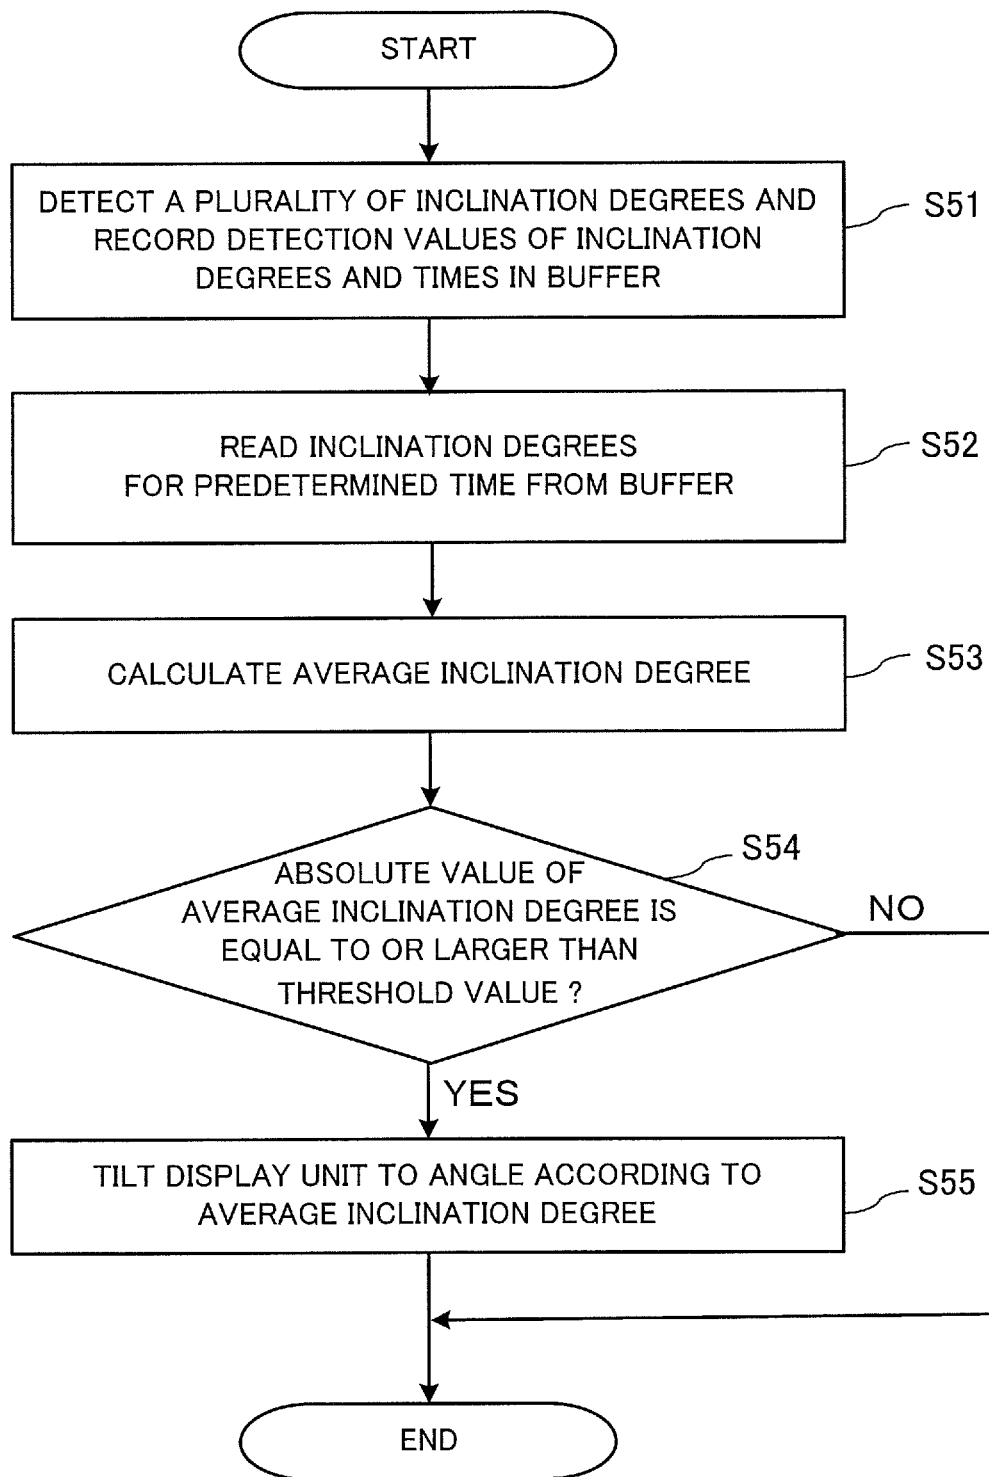 START
DETECT A PLURALITY OF INCLINATION DEGREES AND
RECORD DETECTION VALUES OF INCLINATION
DEGREES AND TIMES IN BUFFER
S51
READ INCLINATION DEGREES
FOR PREDETERMINED TIME FROM BUFFER
S52
CALCULATE AVERAGE INCLINATION DEGREE
S53
ABSOLUTE VALUE OF
AVERAGE INCLINATION DEGREE IS
EQUAL TO OR LARGER THAN
THRESHOLD VALUE ?
S54
NO
YES
TILT DISPLAY UNIT TO ANGLE ACCORDING TO
AVERAGE INCLINATION DEGREE
S55
END